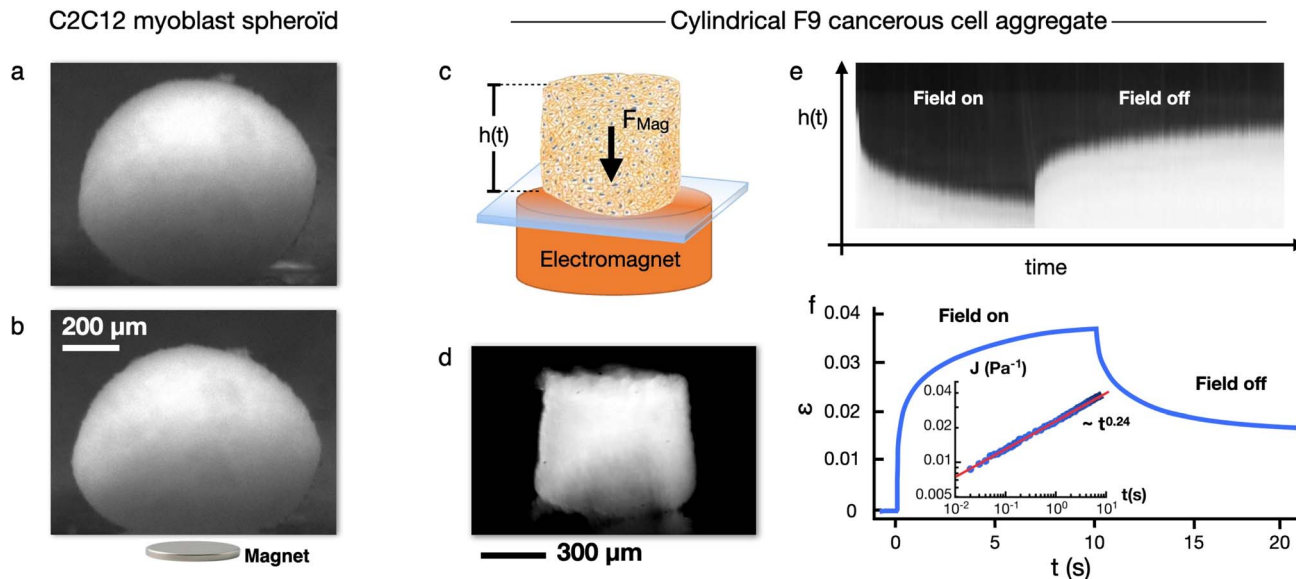 C2C12 myoblast spheroïd
Cylindrical F9 cancerous cell aggregate
a
b
200 µm
Magnet
c
h(t)
F_Mag
Electromagnet
d
300 µm
e
h(t)
Field on
Field off
time
f
0.04
0.03
0.02
0.01
0
ε
Field on
Field off
J (Pa⁻¹)
0.04
0.02
0.01
0.005
~ t⁰·²⁴
10⁻² 10⁻¹ 10⁰ 10¹ t(s)
0 5 10 15 20
t (s)